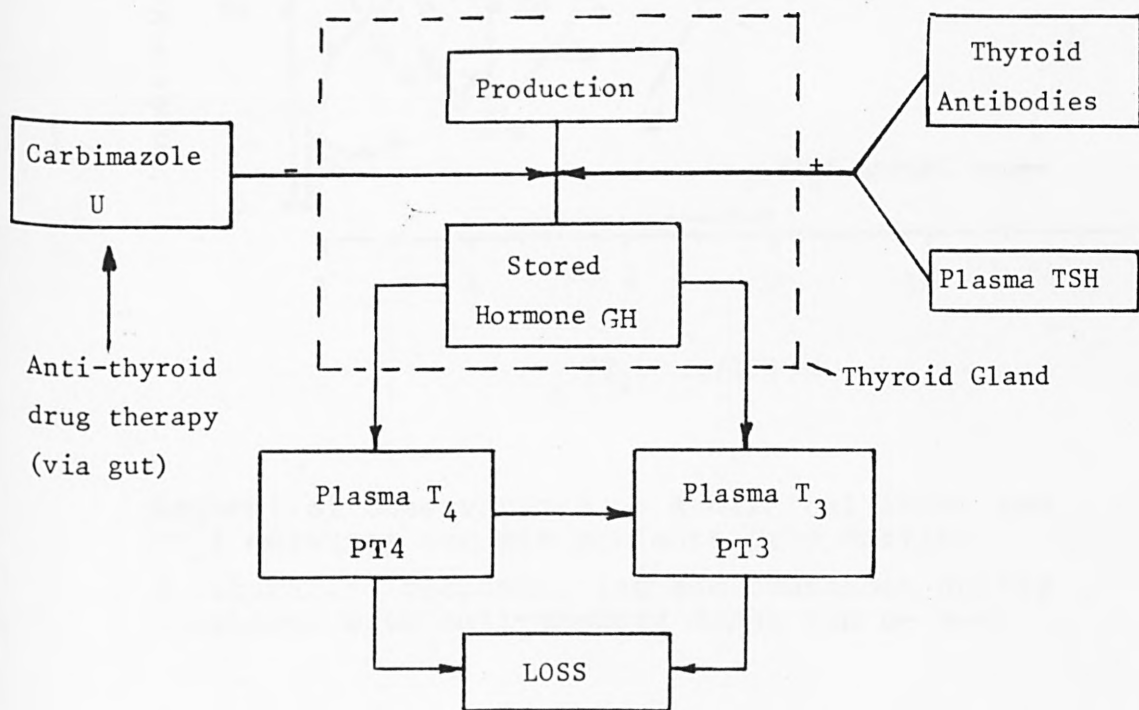 Production
Thyroid
Antibodies
Carbimazole
U
-
+
Stored
Hormone GH
Plasma TSH
Anti-thyroid
drug therapy
(via gut)
Thyroid Gland
Plasma T4
PT4
Plasma T3
PT3
LOSS